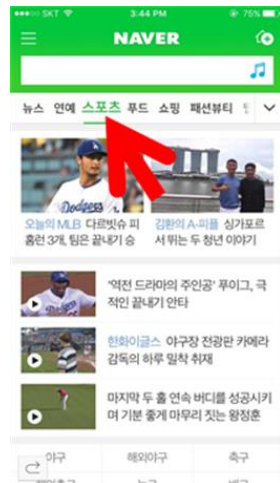 SKT 3:44 PM 75%
NAVER
뉴스 연예 스포츠 푸드 쇼핑 패션뷰티
Dodgers
오늘의 MLB 다르빗슈 피
홈런 3개, 팀은 끝내기 승
김환의 A-피플 싱가포르
서 뛰는 두 청년 이야기
'역전 드라마의 주인공' 푸이그, 극
적인 끝내기 안타
한화이글스 야구장 전광판 카메라
감독의 하루 밀착 취재
마지막 두 홀 연속 버디를 성공시키
며 기분 좋게 마무리 짓는 왕정훈
야구 해외야구 축구